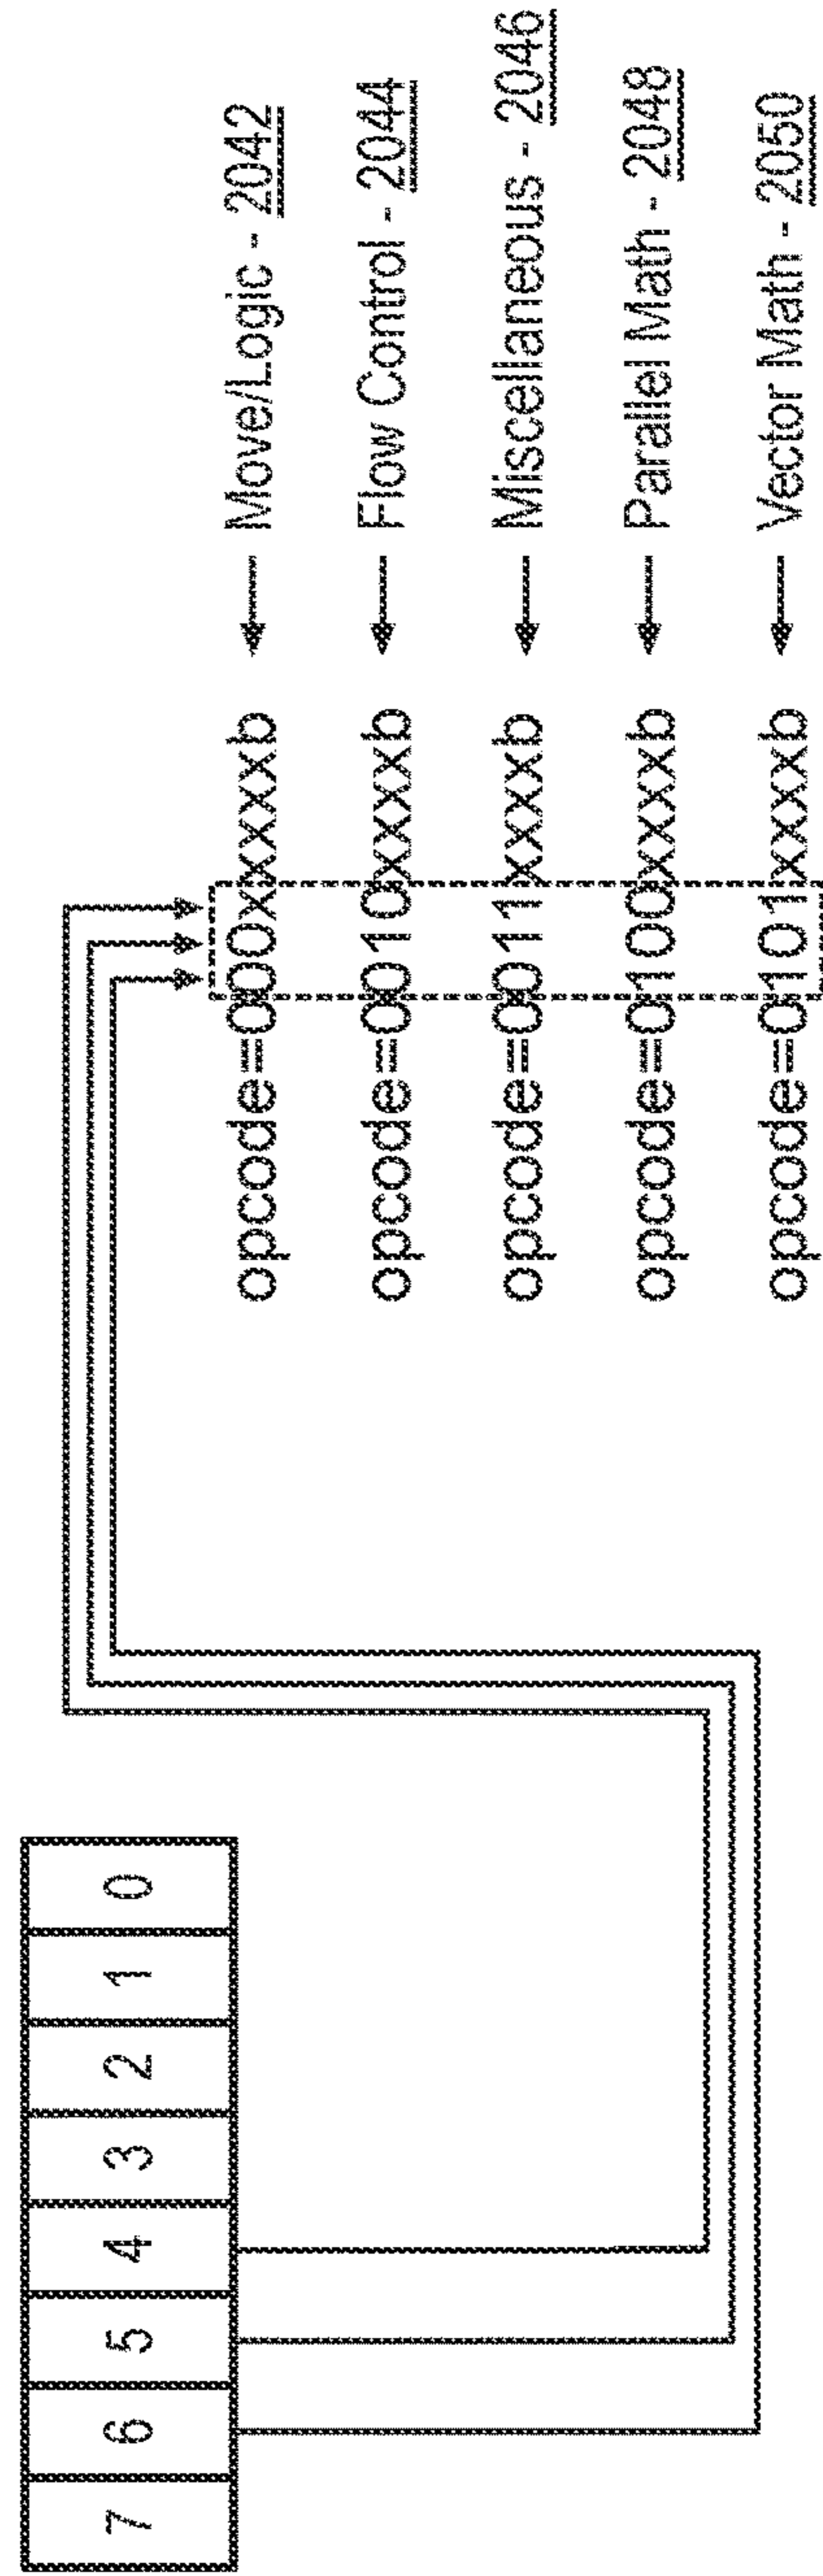 7 6 5 4 3 2 1 0
opcode=000xxxxxb ← Move/Logic - 2042
opcode=0010xxxxb ← Flow Control - 2044
opcode=0011xxxxb ← Miscellaneous - 2046
opcode=0100xxxxb ← Parallel Math - 2048
opcode=0101xxxxb ← Vector Math - 2050